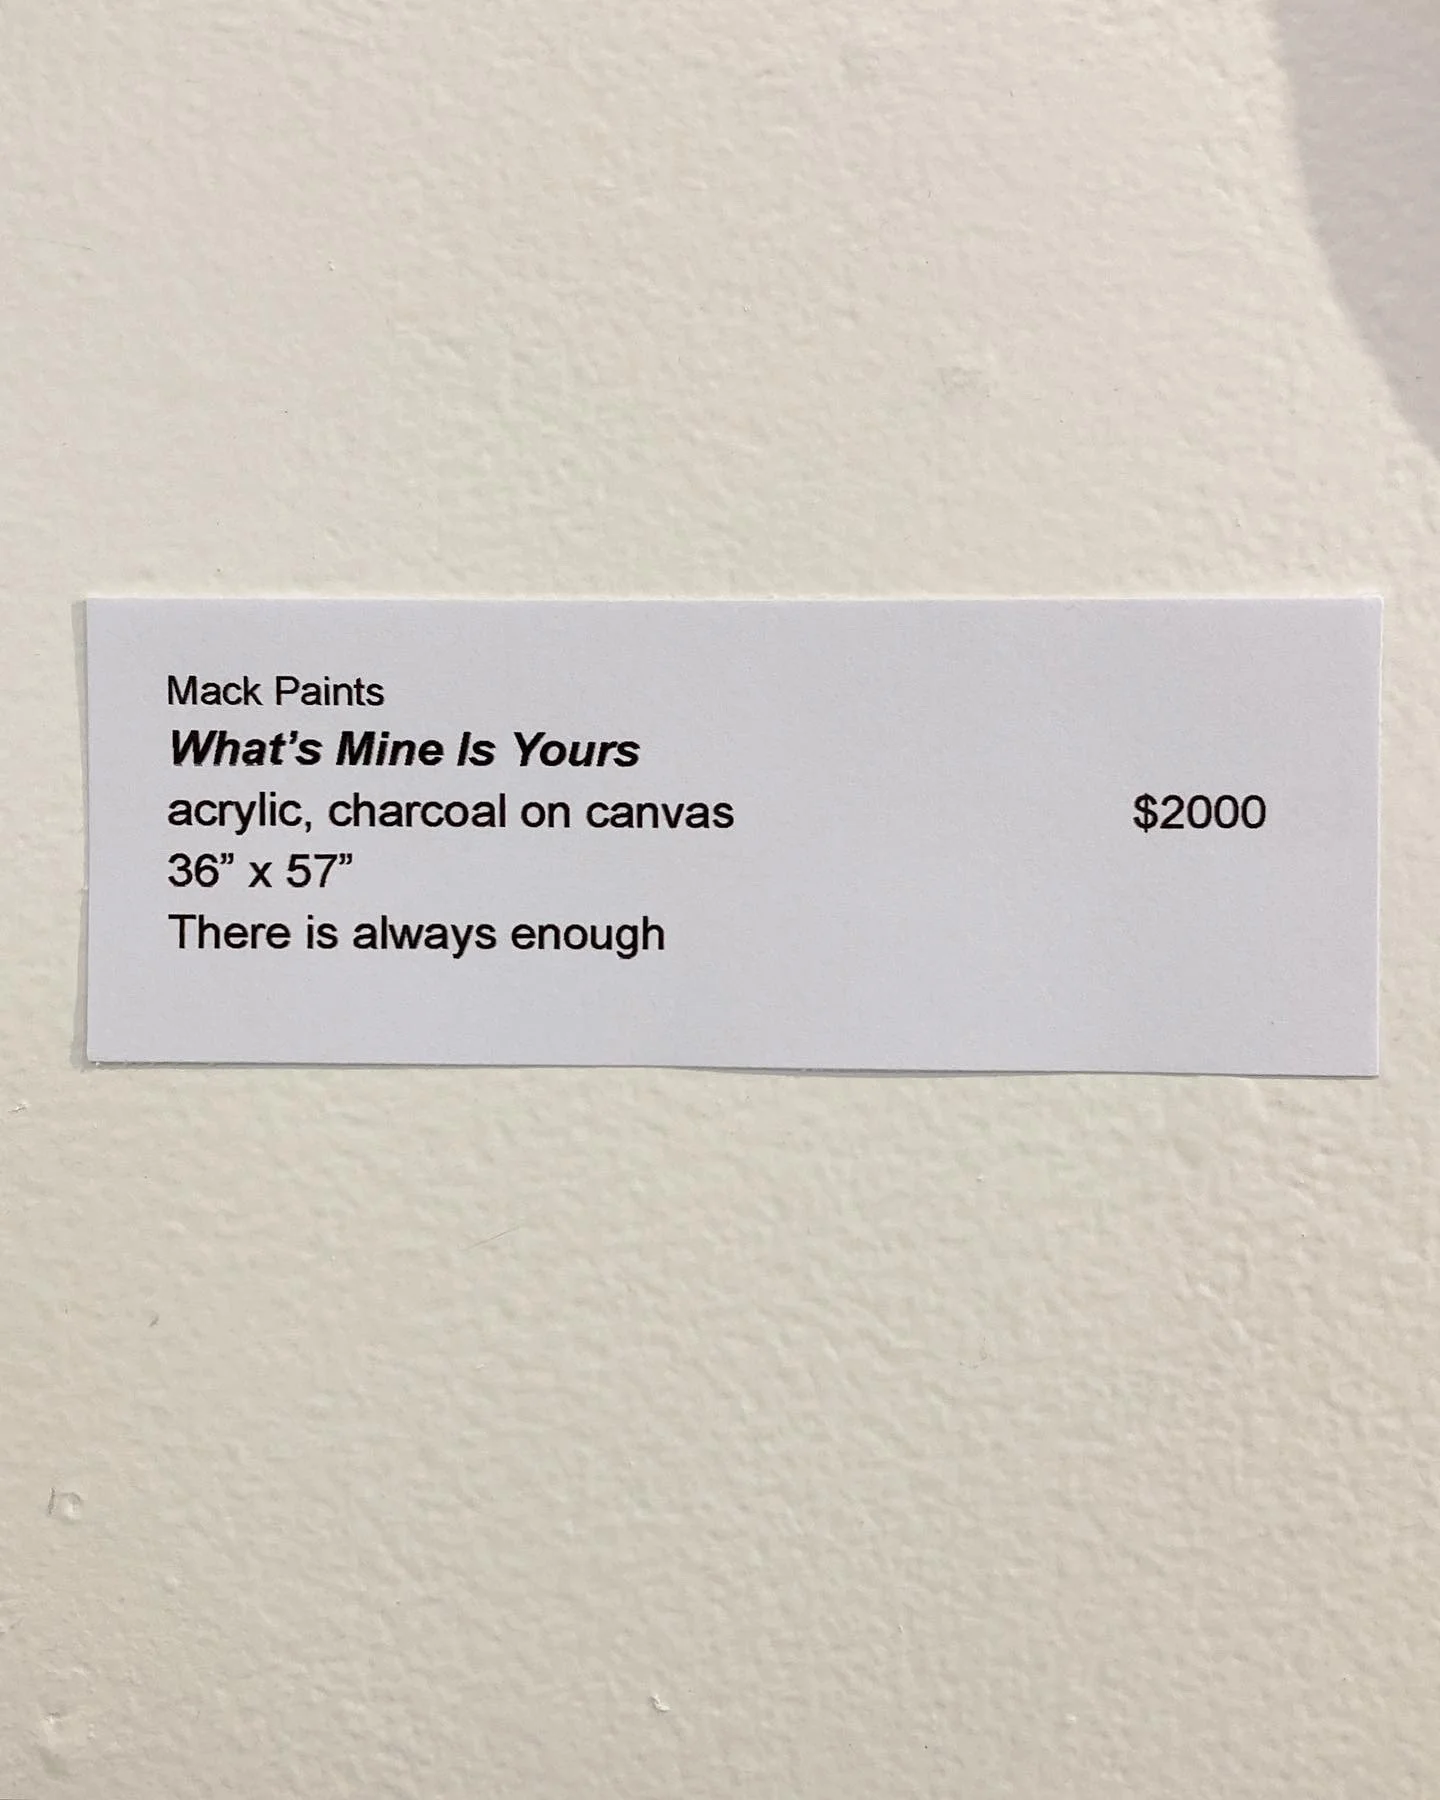 Mack Paints
What’s Mine Is Yours
acrylic, charcoal on canvas $2000
36” x 57”
There is always enough